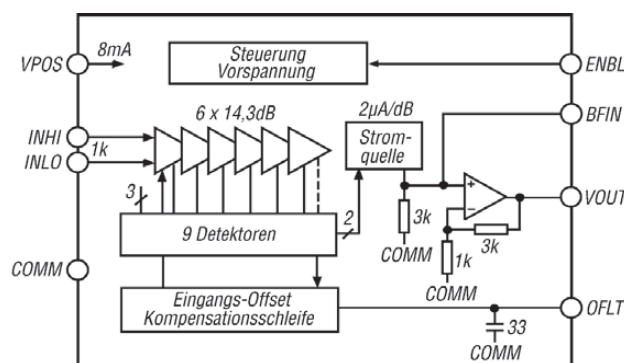 VPOS
8mA
Steuerung
Vorspannung
ENBL
6 x 14,3dB
2µA/dB
BFIN
INHI
1k
INLO
Strom-
quelle
+
−
VOUT
3
9 Detektoren
2
3k
COMM
3k
1k
COMM
COMM
Eingangs-Offset
Kompensationsschleife
OFLT
33
COMM